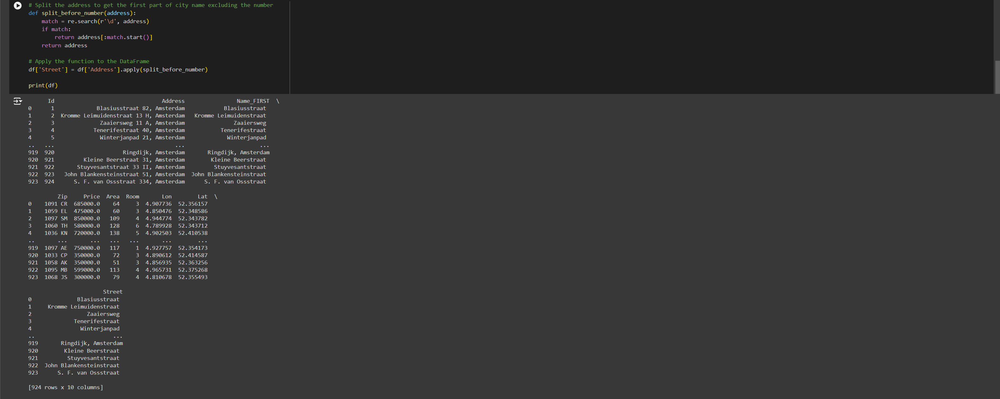 # Split the address to get the first part of city name excluding the number
def split_before_number(address):
    match = re.search(r'\d', address)
    if match:
        return address[:match.start()]
    return address

# Apply the function to the DataFrame
df['Street'] = df['Address'].apply(split_before_number)

print(df)
      Id                                 Address                Name_FIRST  \
0      1             Blasiusstraat 82, Amsterdam            Blasiusstraat
1      2  Kromme Leimuidenstraat 13 H, Amsterdam   Kromme Leimuidenstraat
2      3              Zaaiersweg 11 A, Amsterdam               Zaaiersweg
3      4            Tenerifestraat 40, Amsterdam           Tenerifestraat
4      5              Winterjanpad 21, Amsterdam             Winterjanpad
..   ...                                     ...                       ...
919  920                     Ringdijk, Amsterdam       Ringdijk, Amsterdam
920  921         Kleine Beerstraat 31, Amsterdam        Kleine Beerstraat
921  922       Stuyvesantstraat 33 II, Amsterdam         Stuyvesantstraat
922  923   John Blankensteinstraat 51, Amsterdam  John Blankensteinstraat
923  924      S. F. van Ossstraat 334, Amsterdam      S. F. van Ossstraat

         Zip     Price  Area  Room       Lon        Lat  \
0    1091 CR  685000.0    64     3  4.907736  52.356157
1    1059 EL  475000.0    60     3  4.850476  52.348586
2    1097 SM  850000.0   109     4  4.944774  52.343782
3    1060 TH  580000.0   128     6  4.789928  52.343712
4    1036 KN  720000.0   138     5  4.902503  52.410538
..       ...       ...   ...   ...       ...        ...
919  1097 AE  750000.0   117     1  4.927757  52.354173
920  1033 CP  350000.0    72     3  4.890612  52.414587
921  1058 AK  350000.0    51     3  4.856935  52.363256
922  1095 MB  599000.0   113     4  4.965731  52.375268
923  1068 JS  300000.0    79     4  4.810678  52.355493

                       Street
0              Blasiusstraat
1     Kromme Leimuidenstraat
2                 Zaaiersweg
3             Tenerifestraat
4               Winterjanpad
..                        ...
919       Ringdijk, Amsterdam
920        Kleine Beerstraat
921         Stuyvesantstraat
922  John Blankensteinstraat
923      S. F. van Ossstraat

[924 rows x 10 columns]